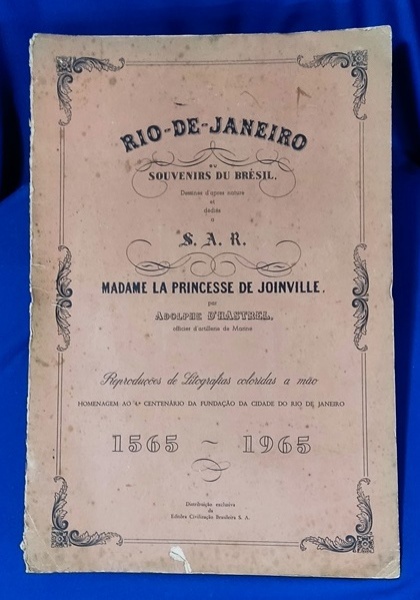 RIO-DE-JANEIRO
ou
SOUVENIRS DU BRÉSIL,
Dessinés d'après nature
et
dediés
a
S. A. R.
MADAME LA PRINCESSE DE JOINVILLE,
par
ADOLPHE D'HASTREL,
officier d'artillerie de Marine
Reproduções de Litografias coloridas a mão
HOMENAGEM AO 4º CENTENÁRIO DA FUNDAÇÃO DA CIDADE DO RIO DE JANEIRO
1565 ~ 1965
Distribuição exclusiva
da
Editôra Civilização Brasileira S. A.